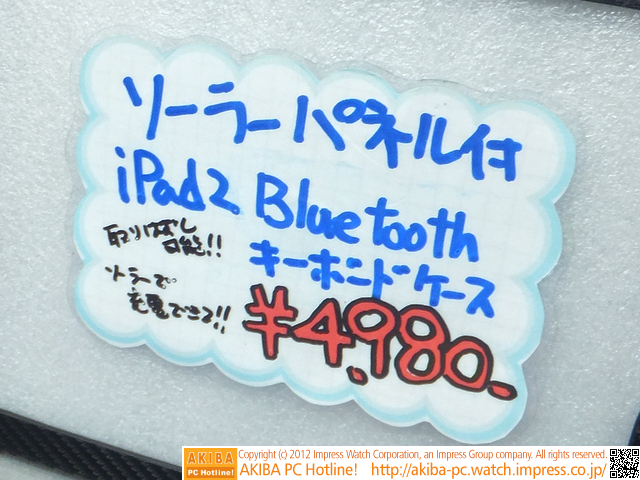 ソーラーパネル付
iPad2 Bluetooth
キーボードケース
取りはずし
可能!!
ソーラーで
充電できる!!
¥4,980-
AKIBA
PC Hotline!
Copyright (c) 2012 Impress Watch Corporation, an Impress Group company. All rights reserved.
AKIBA PC Hotline! http://akiba-pc.watch.impress.co.jp/